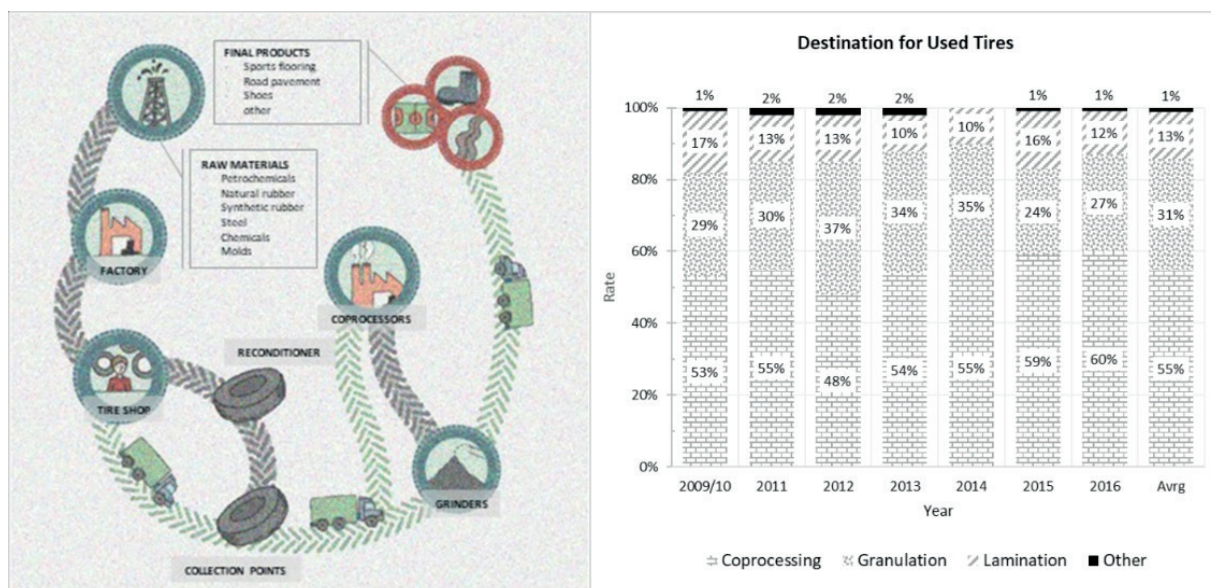 FINAL PRODUCTS
Sports flooring
Road pavement
Shoes
other
RAW MATERIALS
Petrochemicals
Natural rubber
Synthetic rubber
Steel
Chemicals
Molds
FACTORY
COPROCESSORS
RECONDITIONER
TIRE SHOP
GRINDERS
COLLECTION POINTS
Destination for Used Tires
1% 2% 2% 2% 1% 1% 1%
100%
17% 13% 13% 10% 10% 16% 12% 13%
80%
29% 30% 37% 34% 35% 24% 27% 31%
60%
Rate
40%
53% 55% 48% 54% 55% 59% 60% 55%
20%
0%
2009/10 2011 2012 2013 2014 2015 2016 Avrg
Year
Coprocessing Granulation Lamination Other